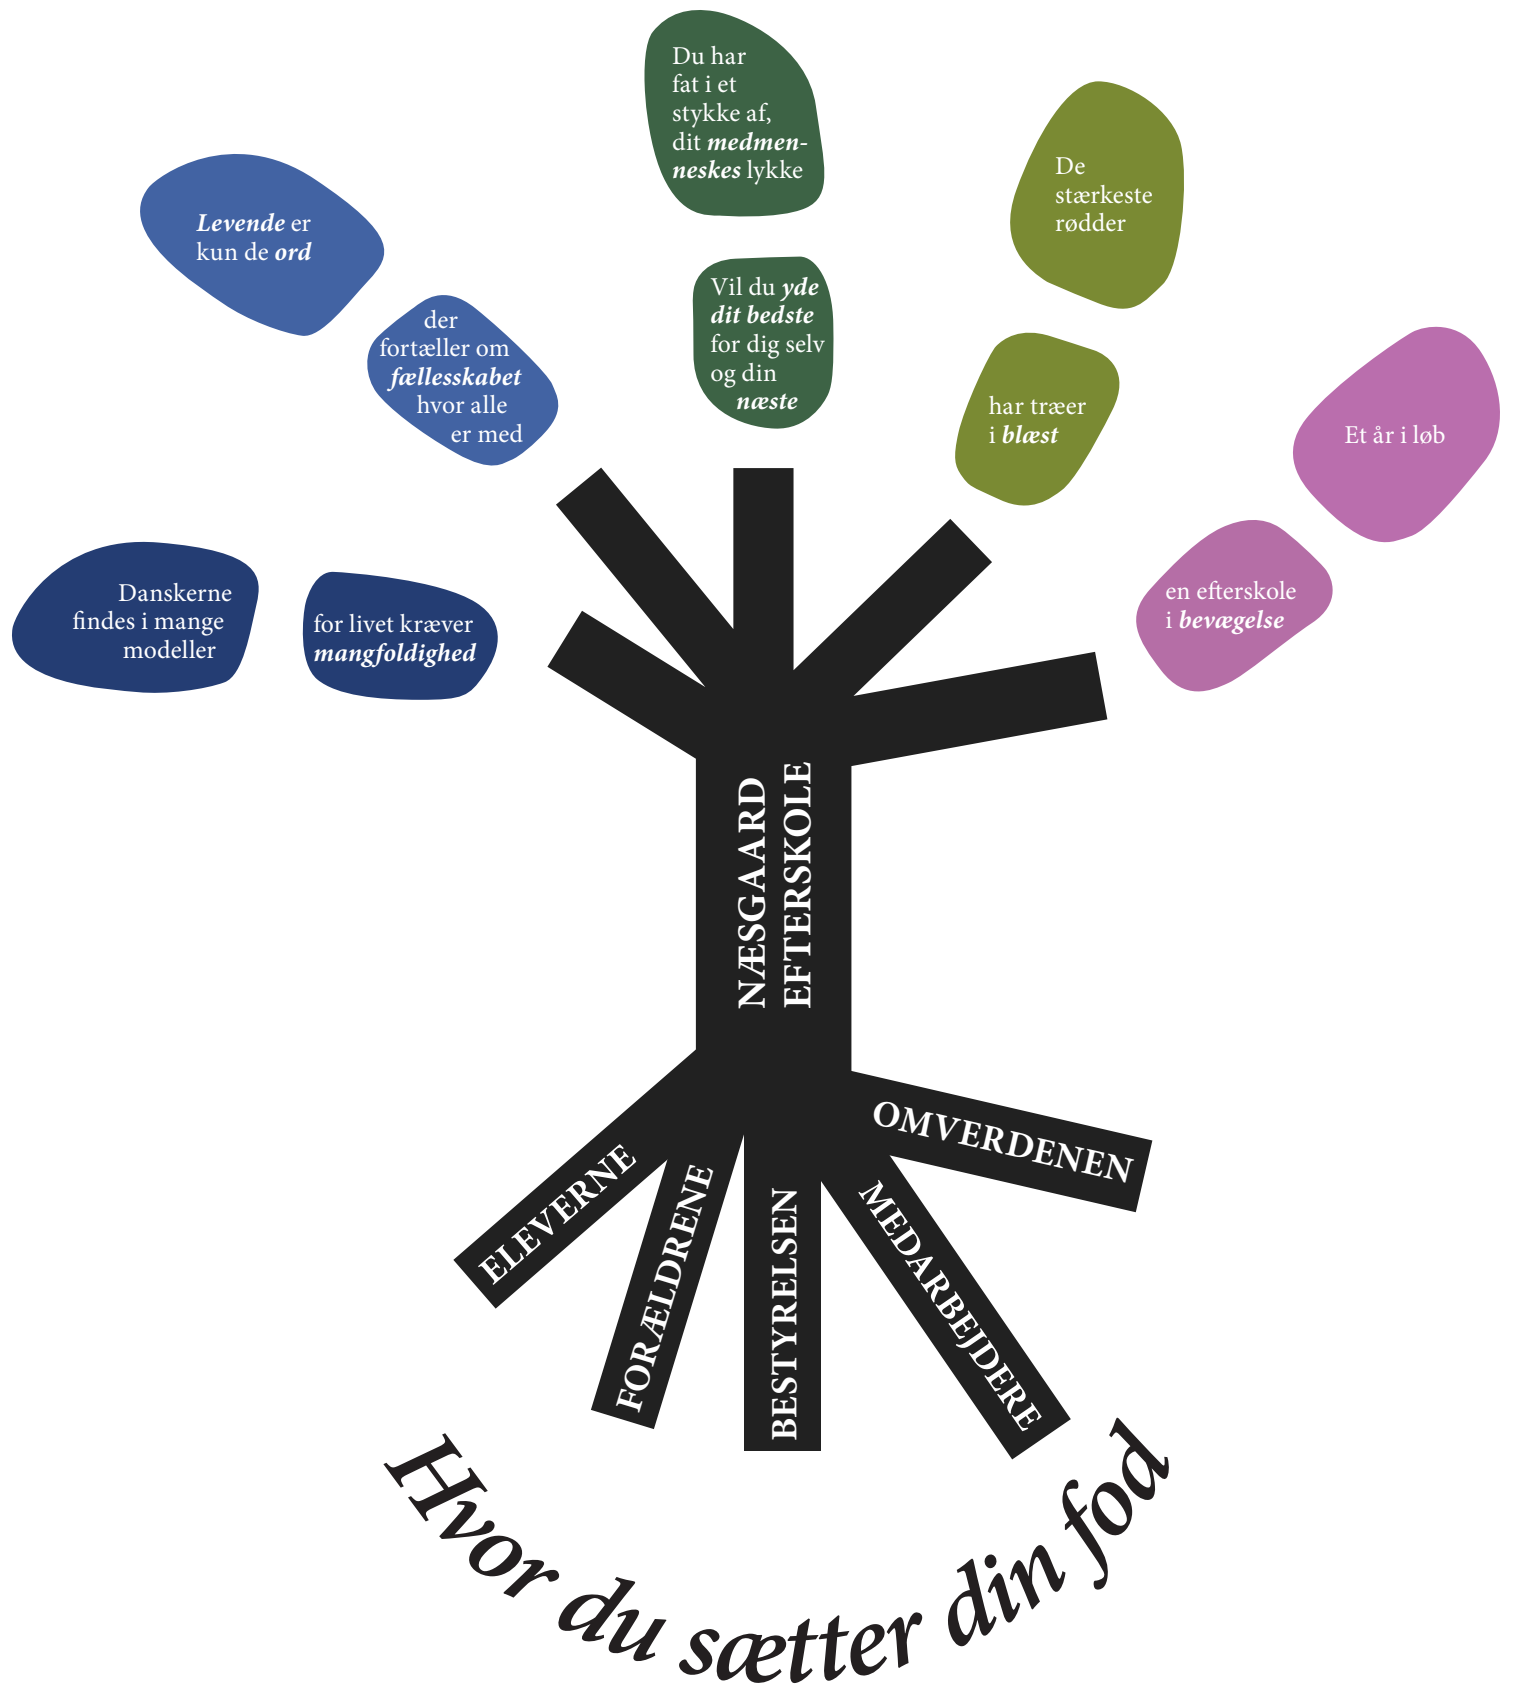 Du har
fat i et
stykke af,
dit medmen-
neskes lykke
Vil du yde
dit bedste
for dig selv
og din
næste
De
stærkeste
rødder
har træer
i blæst
Levende er
kun de ord
der
fortæller om
fællesskabet
hvor alle
er med
Et år i løb
en efterskole
i bevægelse
Danskerne
findes i mange
modeller
for livet kræver
mangfoldighed
NÆSGAARD
EFTERSKOLE
ELEVERNE
FORÆLDRENE
BESTYRELSEN
MEDARBEJDERE
OMVERDENEN
Hvor du sætter din fod